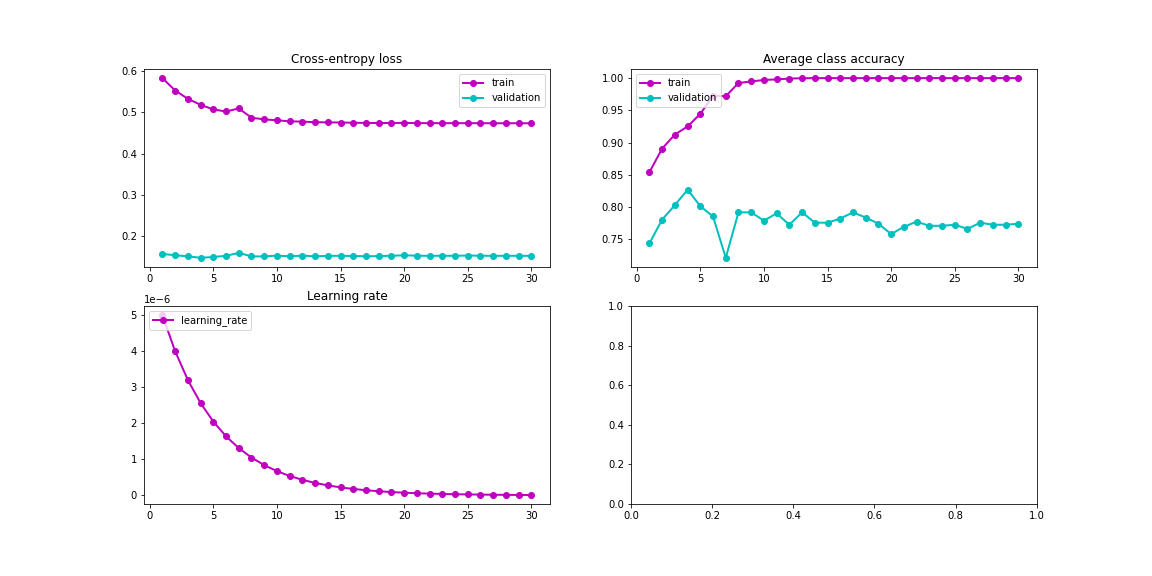 Cross-entropy loss
0.6
0.5
0.4
0.3
0.2
train
validation
0 5 10 15 20 25 30
Average class accuracy
1.00
0.95
0.90
0.85
0.80
0.75
train
validation
0 5 10 15 20 25 30
Learning rate
1e−6
5
4
3
2
1
0
learning_rate
0 5 10 15 20 25 30
1.0
0.8
0.6
0.4
0.2
0.0
0.0 0.2 0.4 0.6 0.8 1.0